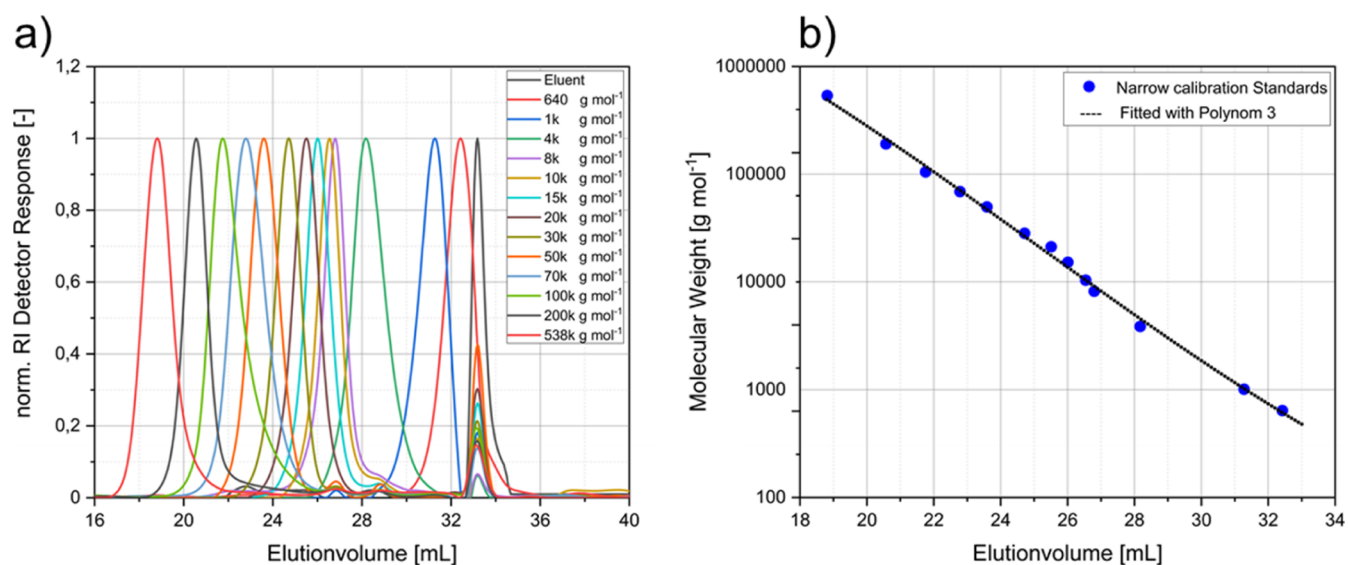 a)
norm. RI Detector Response [-]
1,2
1
0,8
0,6
0,4
0,2
0
16 20 24 28 32 36 40
Elutionvolume [mL]
Eluent
640 g mol⁻¹
1k g mol⁻¹
4k g mol⁻¹
8k g mol⁻¹
10k g mol⁻¹
15k g mol⁻¹
20k g mol⁻¹
30k g mol⁻¹
50k g mol⁻¹
70k g mol⁻¹
100k g mol⁻¹
200k g mol⁻¹
538k g mol⁻¹
b)
Molecular Weight [g mol⁻¹]
1000000
100000
10000
1000
100
18 20 22 24 26 28 30 32 34
Elutionvolume [mL]
Narrow calibration Standards
Fitted with Polynom 3